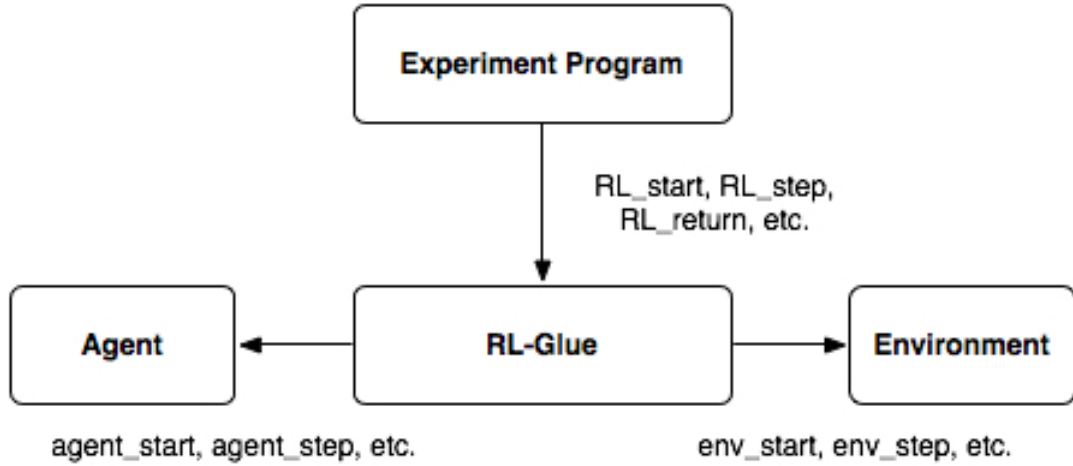 Experiment Program
RL_start, RL_step,
RL_return, etc.
Agent
RL-Glue
Environment
agent_start, agent_step, etc.
env_start, env_step, etc.